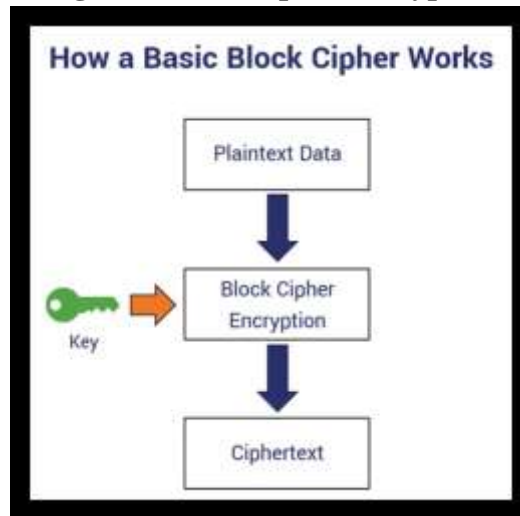 How a Basic Block Cipher Works
Plaintext Data
Block Cipher
Encryption
Key
Ciphertext